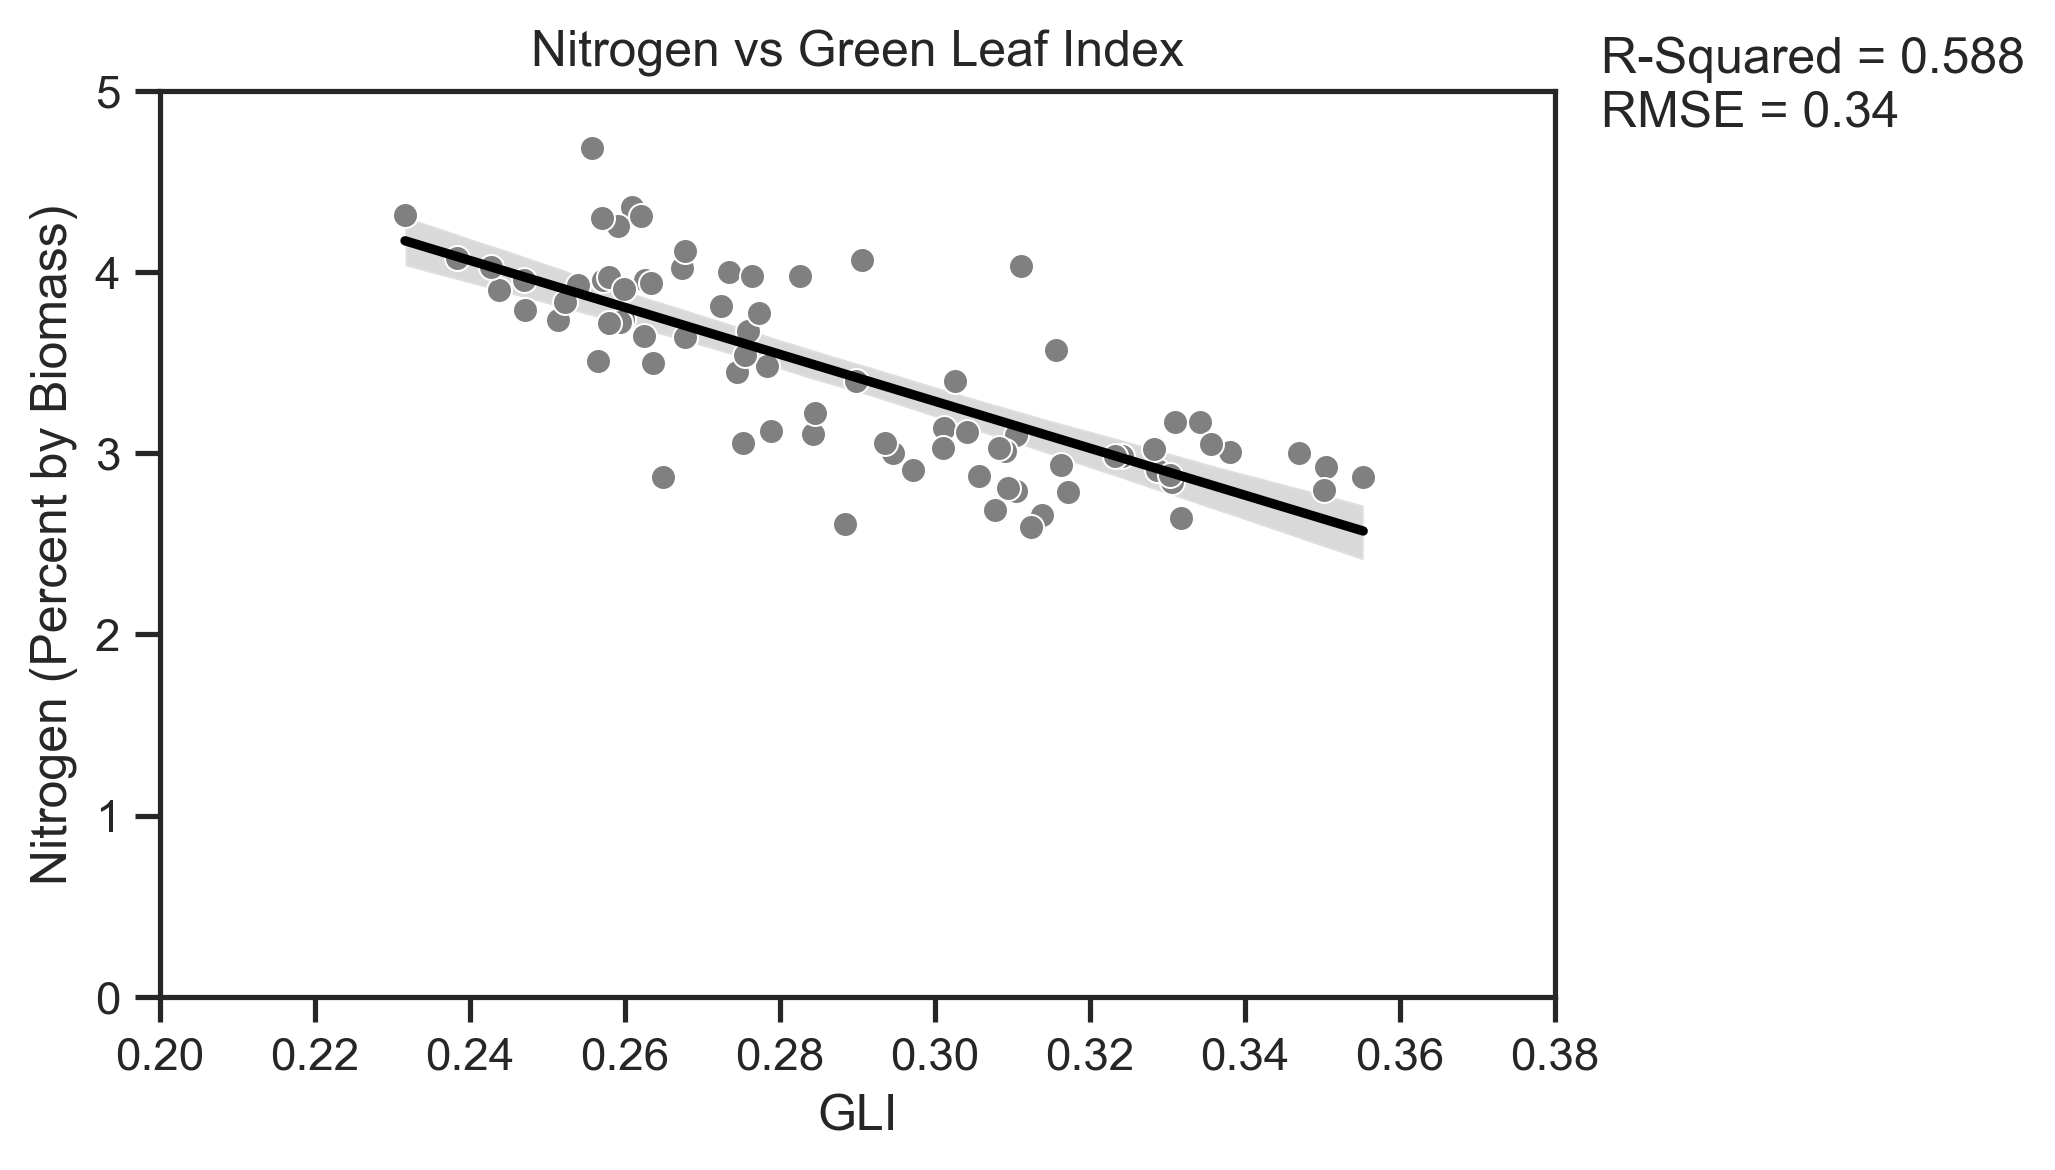 Nitrogen vs Green Leaf Index
R-Squared = 0.588
RMSE = 0.34
Nitrogen (Percent by Biomass)
5
4
3
2
1
0
0.20 0.22 0.24 0.26 0.28 0.30 0.32 0.34 0.36 0.38
GLI